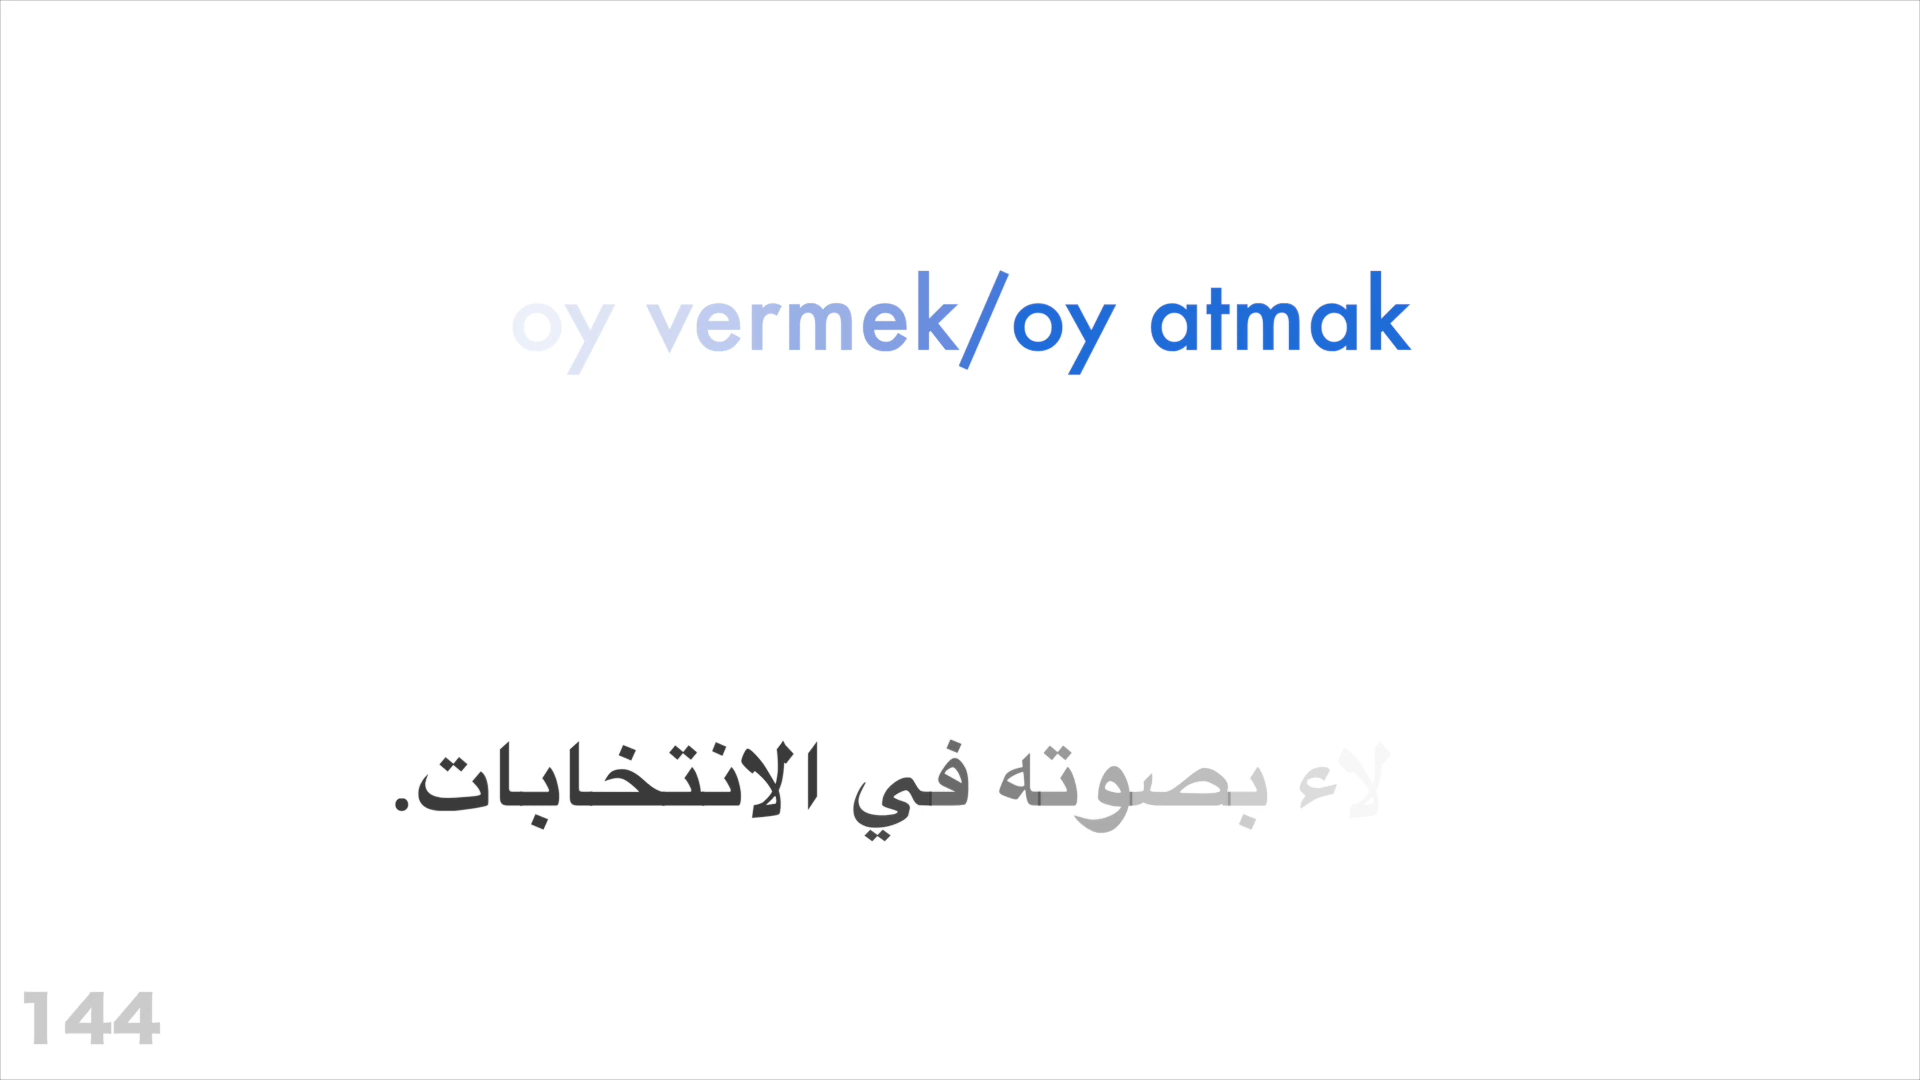 oy vermek/oy atmak
لاء بصوته في الانتخابات.
144